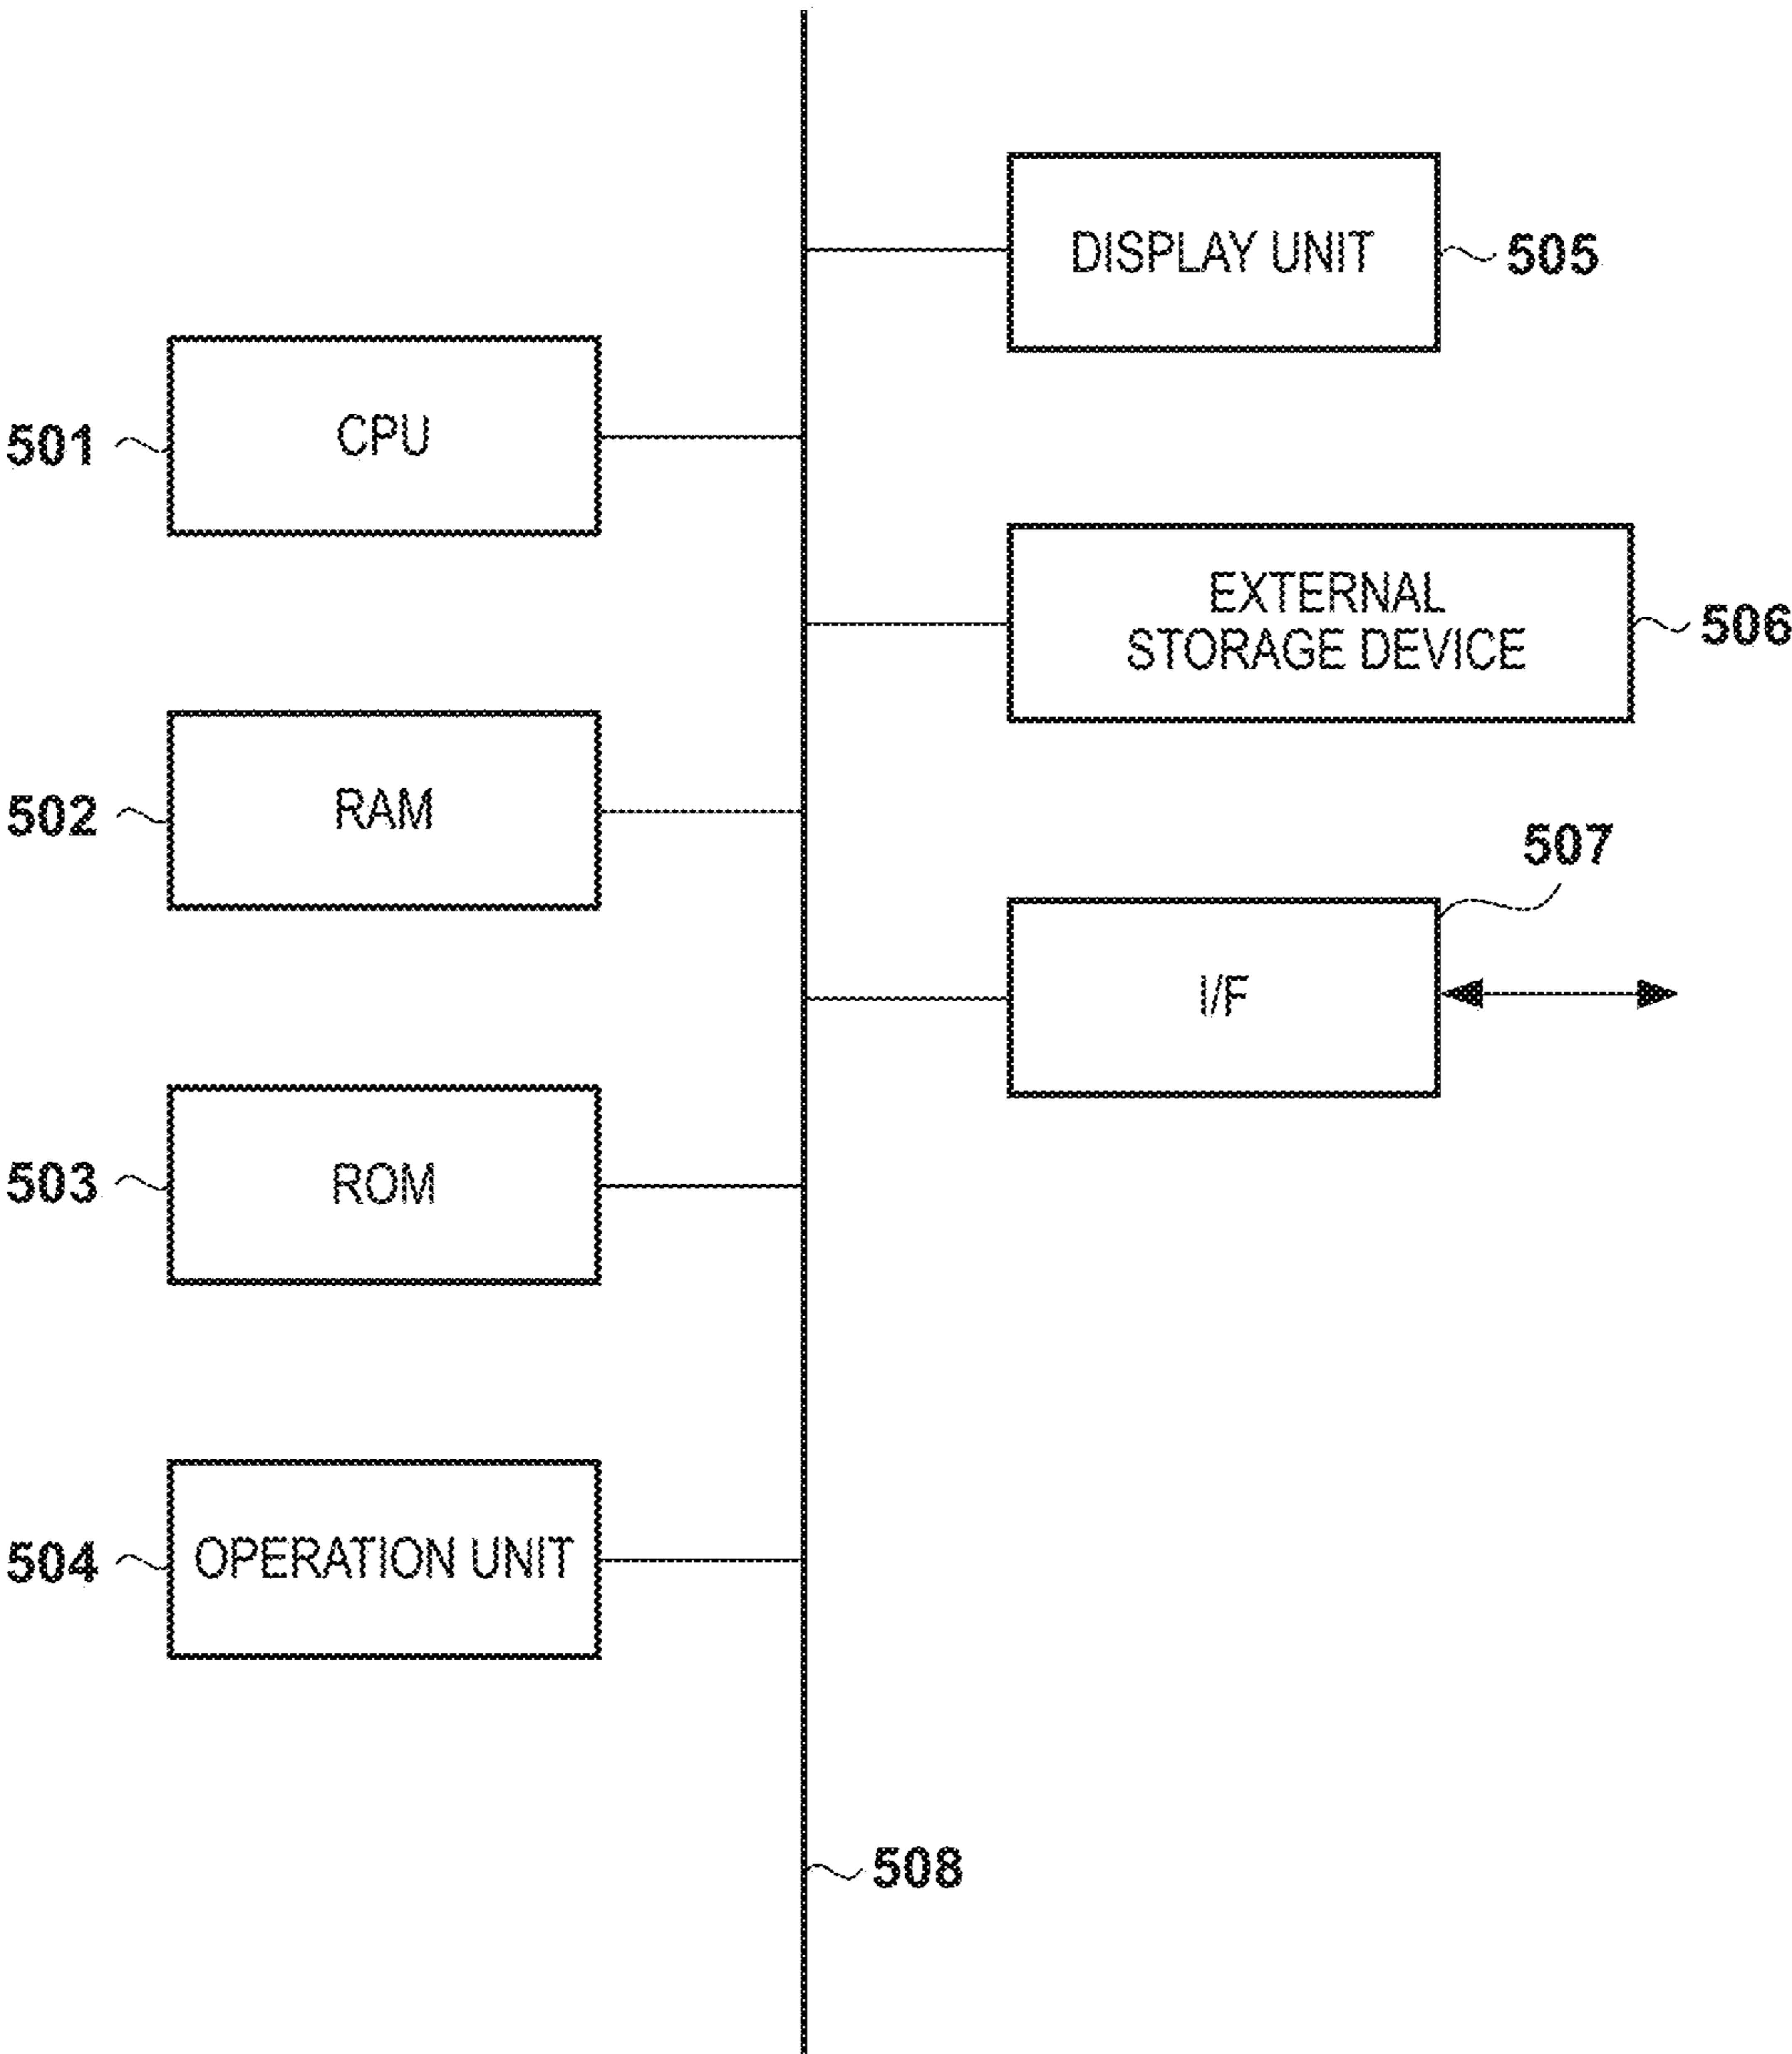 DISPLAY UNIT
505
501
CPU
EXTERNAL
STORAGE DEVICE
506
502
RAM
507
I/F
503
ROM
504
OPERATION UNIT
508